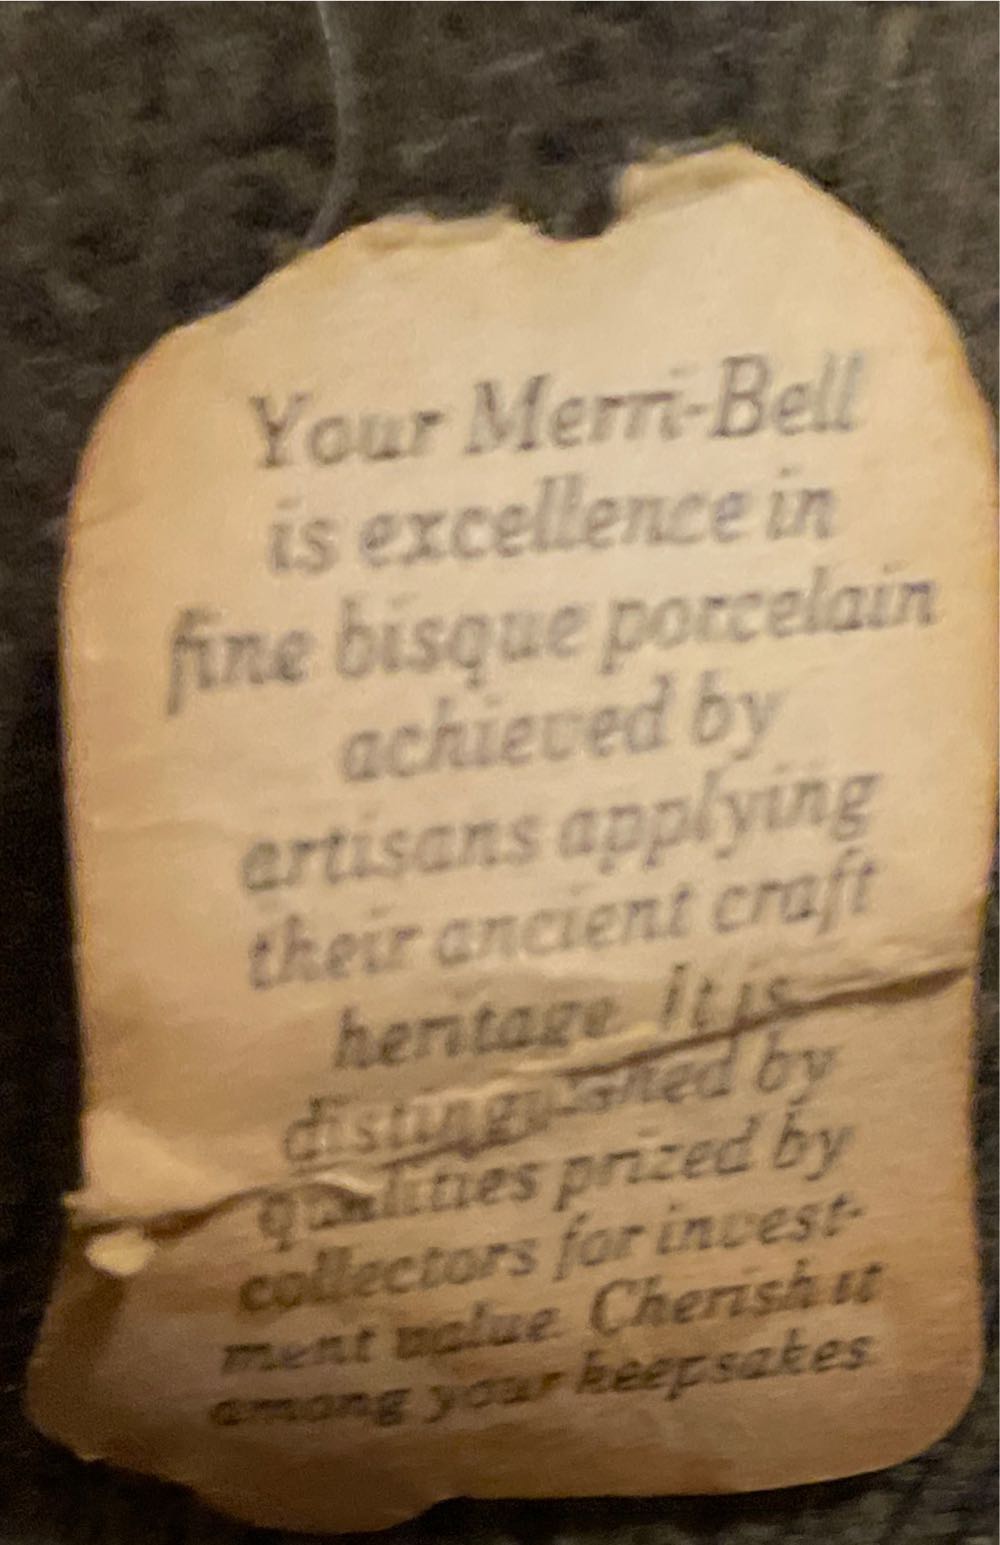 Your Merri-Bell
is excellence in
fine bisque porcelain
achieved by
artisans applying
their ancient craft
heritage. It is
distinguished by
qualities prized by
collectors for invest-
ment value. Cherish it
among your keepsakes